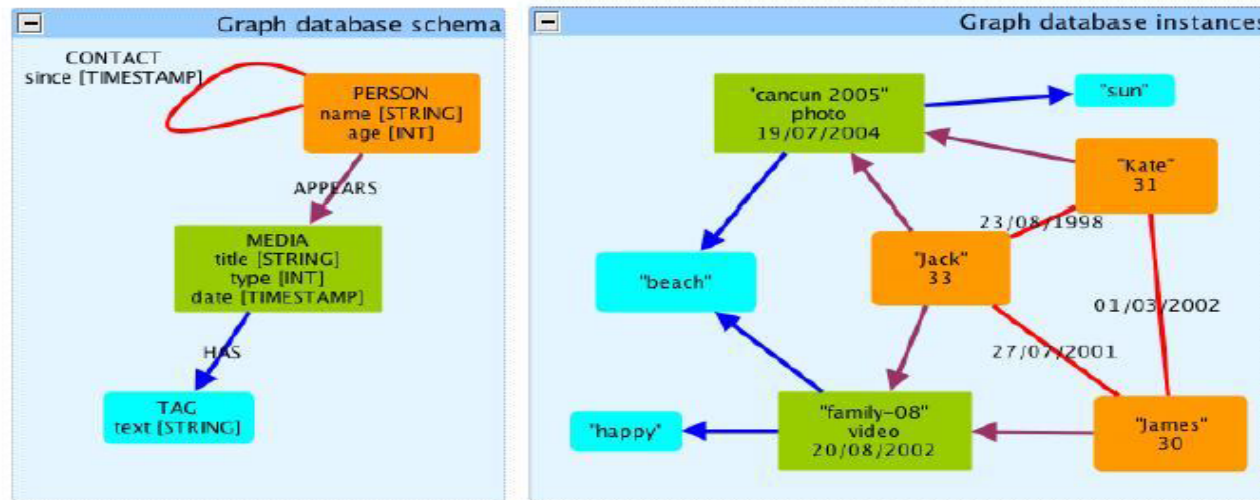 Graph database schema
CONTACT
since [TIMESTAMP]
PERSON
name [STRING]
age [INT]
APPEARS
MEDIA
title [STRING]
type [INT]
date [TIMESTAMP]
HAS
TAG
text [STRING]
Graph database instances
"cancun 2005"
photo
19/07/2004
"sun"
"Kate"
31
23/08/1998
"Jack"
33
"beach"
01/03/2002
27/07/2001
"family-08"
video
20/08/2002
"happy"
"James"
30